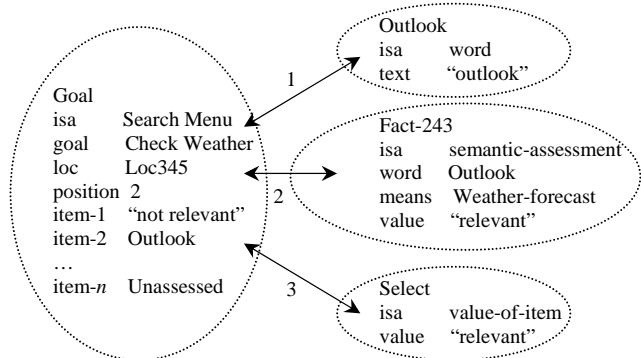 Goal
isa Search Menu
goal Check Weather
loc Loc345
position 2
item-1 “not relevant”
item-2 Outlook
…
item-n Unassessed
1
2
3
Outlook
isa word
text “outlook”
Fact-243
isa semantic-assessment
word Outlook
means Weather-forecast
value “relevant”
Select
isa value-of-item
value “relevant”